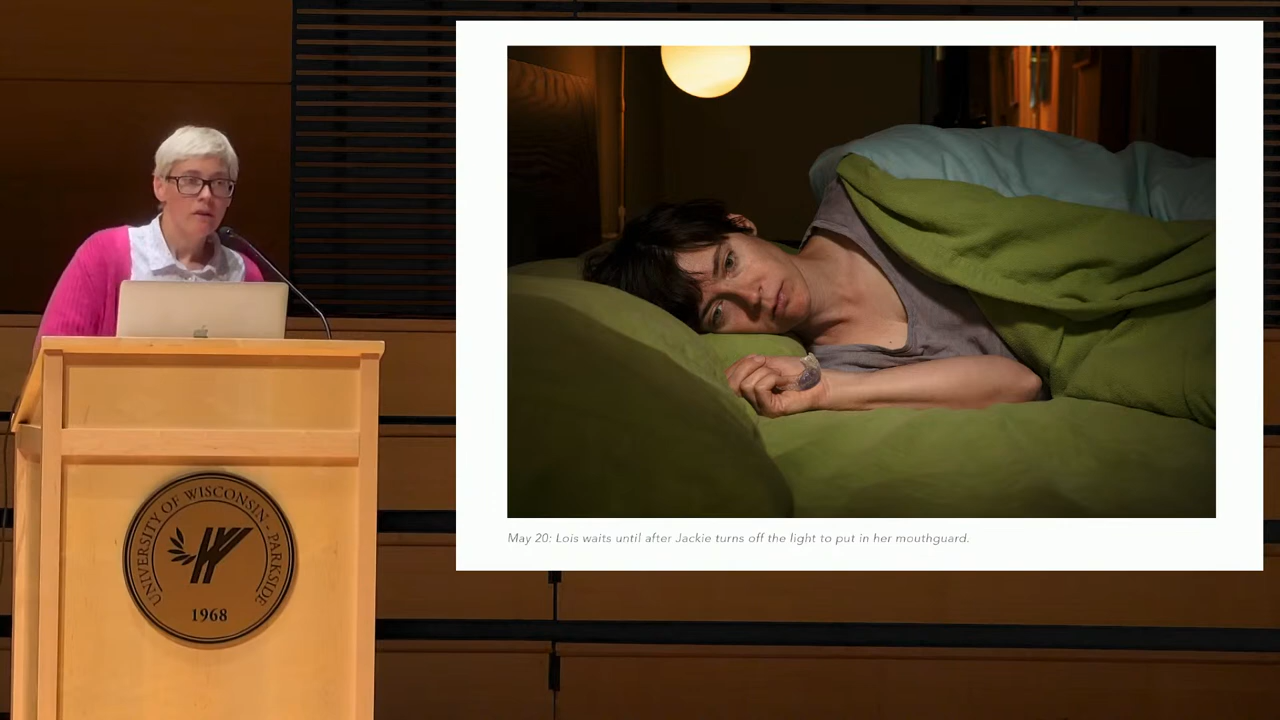 May 20: Lois waits until after Jackie turns off the light to put in her mouthguard.
UNIVERSITY OF WISCONSIN - PARKSIDE
1968